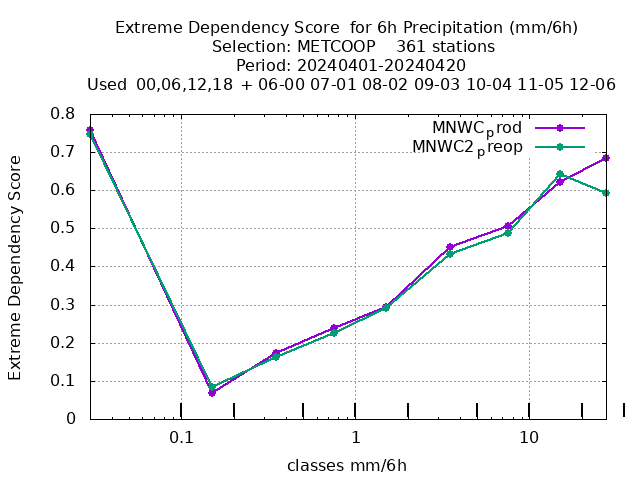 Extreme Dependency Score  for 6h Precipitation (mm/6h)
Selection: METCOOP    361 stations
Period: 20240401-20240420
Used  00,06,12,18  + 06-00 07-01 08-02 09-03 10-04 11-05 12-06
MNWCprod
MNWC2preop
Extreme Dependency Score
0.8
0.7
0.6
0.5
0.4
0.3
0.2
0.1
0
0.1
1
10
classes mm/6h